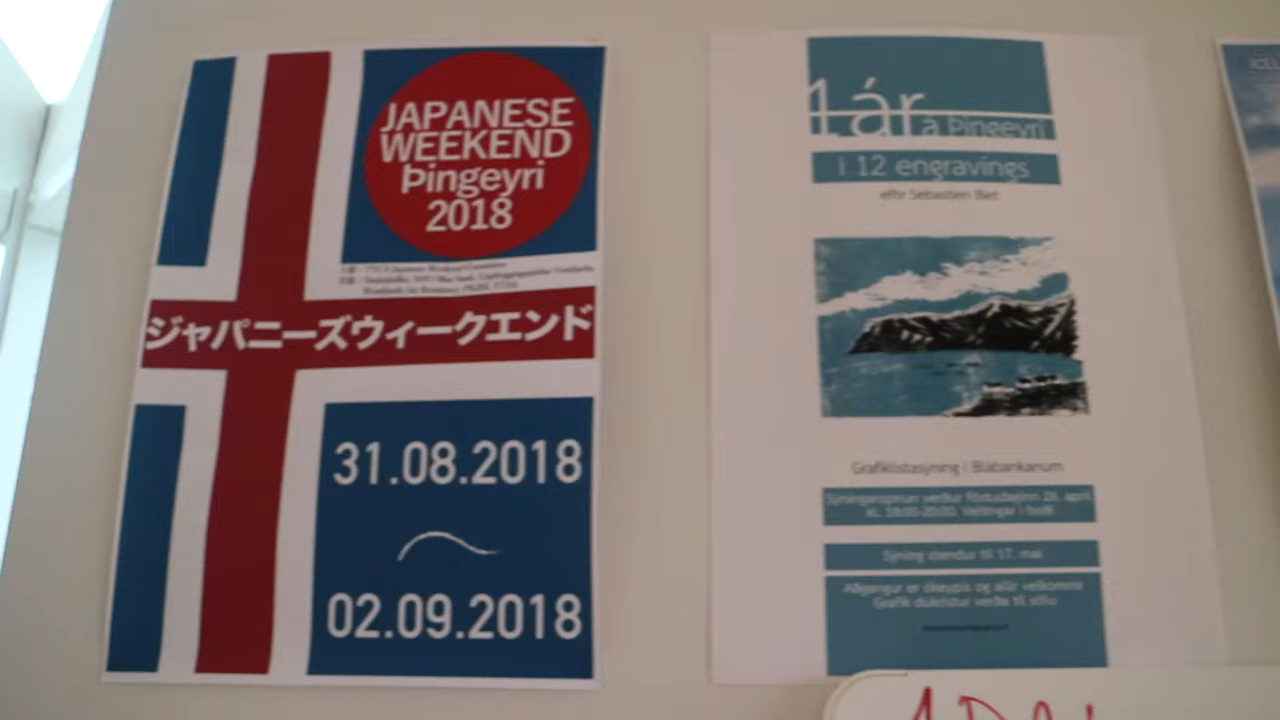 JAPANESE
WEEKEND
Þingeyri
2018
ジャパニーズウィークエンド
31.08.2018
02.09.2018
1 ár á Þingeyri
í 12 engravings
eftir Sébastien
Grafíklistasýning í Blábankanum
Sýningaropnun verður föstudaginn 26. apríl
kl. 18:00-20:00. Veitingar í boði
Sýning stendur til 17. maí
Aðgangur er ókeypis og allir velkomnir
Grafík dúkristur verða til sölu